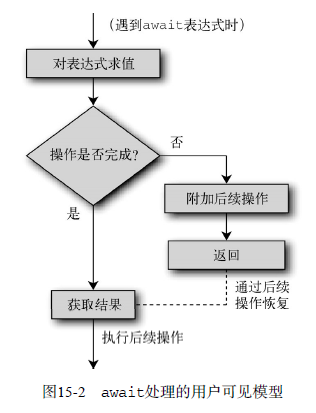 (遇到await表达式时)
对表达式求值
操作是否完成?
否
附加后续操作
是
返回
通过后续
操作恢复
获取结果
执行后续操作
图15-2 await处理的用户可见模型